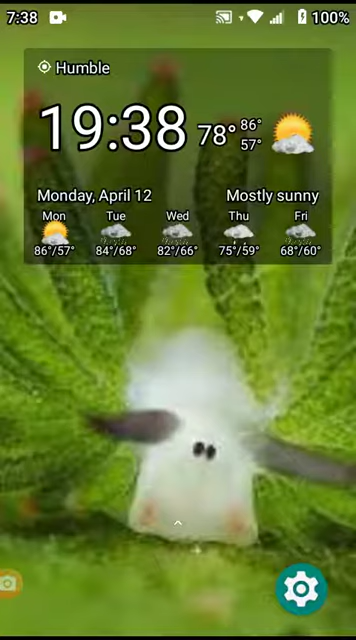 7:38 100%
Humble
19:38 78° 86°
57°
Monday, April 12 Mostly sunny
Mon Tue Wed Thu Fri
86°/57° 84°/68° 82°/66° 75°/59° 68°/60°